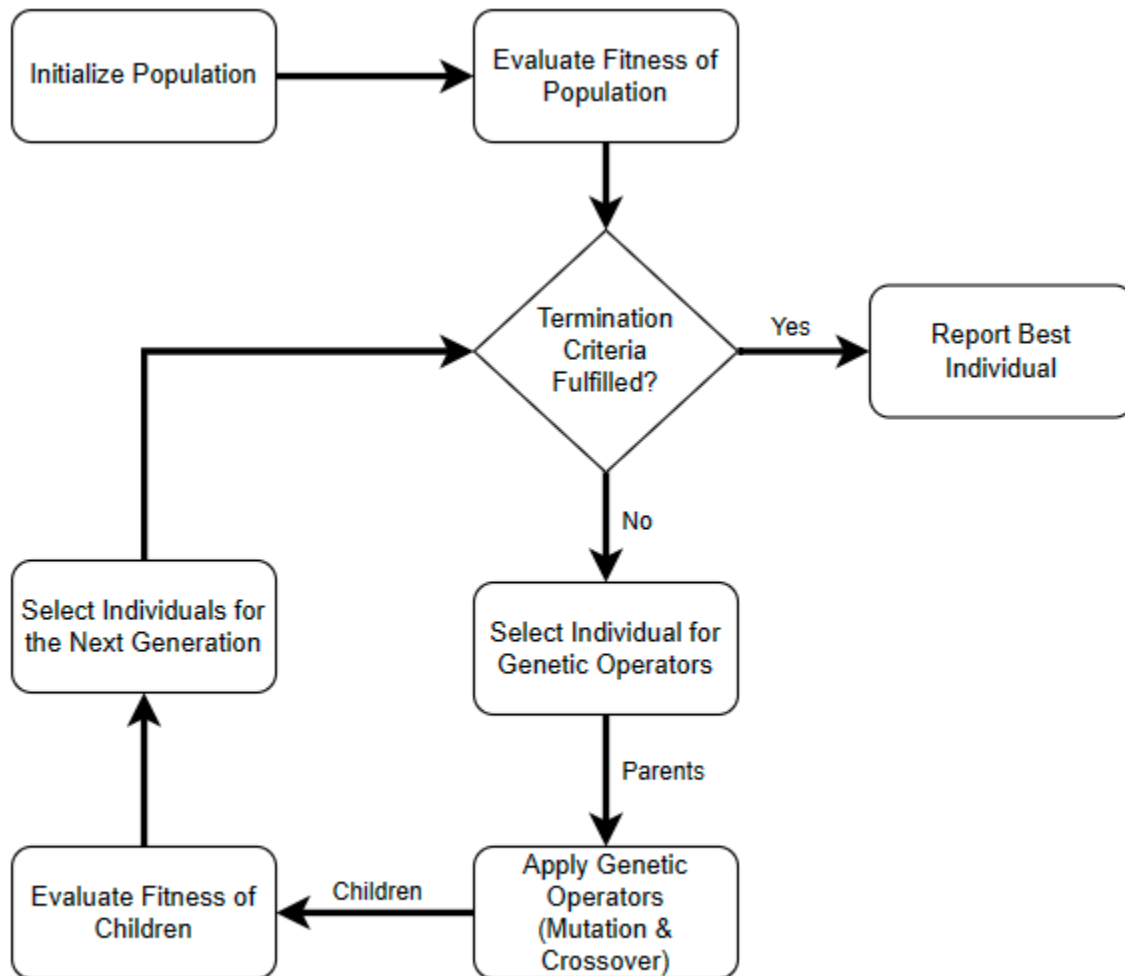 Initialize Population
Evaluate Fitness of
Population
Termination
Criteria
Fulfilled?
Yes
Report Best
Individual
No
Select Individuals for
the Next Generation
Select Individual for
Genetic Operators
Parents
Evaluate Fitness of
Children
Children
Apply Genetic
Operators
(Mutation &
Crossover)